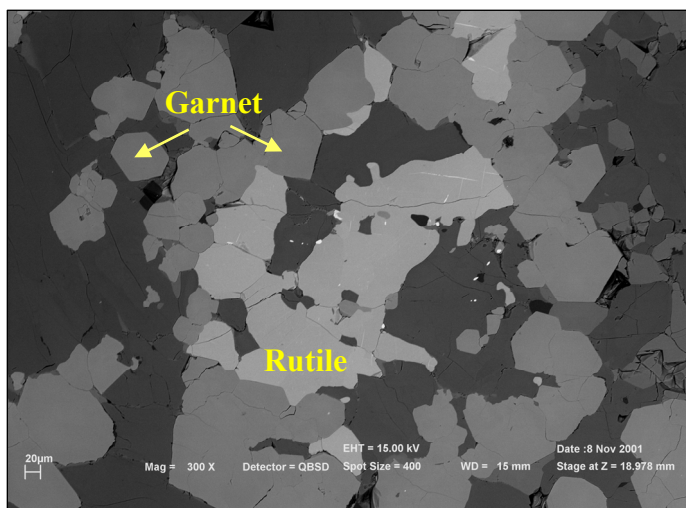 Garnet
Rutile
20µm
Mag = 300 X
Detector = QBSD
EHT = 15.00 kV
Spot Size = 400
WD = 15 mm
Date :8 Nov 2001
Stage at Z = 18.978 mm